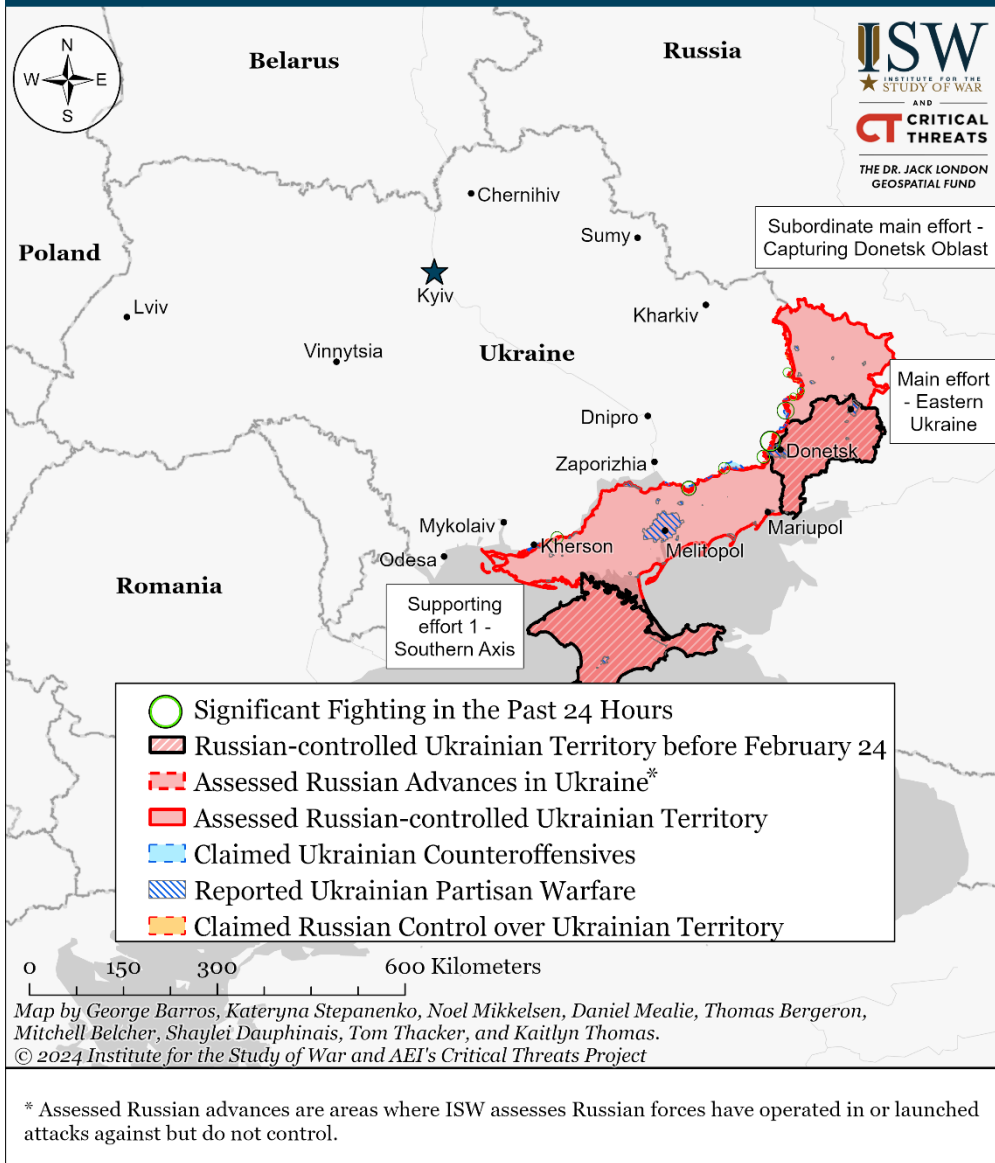 N
W E
S
Belarus
Russia
ISW
INSTITUTE FOR THE
STUDY OF WAR
AND
CT CRITICAL
THREATS
THE DR. JACK LONDON
GEOSPATIAL FUND
Chernihiv
Subordinate main effort -
Capturing Donetsk Oblast
Sumy
Poland
Kyiv
Lviv
Kharkiv
Vinnytsia
Ukraine
Main effort
- Eastern
Ukraine
Dnipro
Donetsk
Zaporizhia
Mariupol
Mykolaiv
Kherson
Melitopol
Odesa
Romania
Supporting
effort 1 -
Southern Axis
Significant Fighting in the Past 24 Hours
Russian-controlled Ukrainian Territory before February 24
Assessed Russian Advances in Ukraine*
Assessed Russian-controlled Ukrainian Territory
Claimed Ukrainian Counteroffensives
Reported Ukrainian Partisan Warfare
Claimed Russian Control over Ukrainian Territory
0 150 300 600 Kilometers
Map by George Barros, Kateryna Stepanenko, Noel Mikkelsen, Daniel Mealie, Thomas Bergeron,
Mitchell Belcher, Shaylei Dauphinais, Tom Thacker, and Kaitlyn Thomas.
© 2024 Institute for the Study of War and AEI's Critical Threats Project
* Assessed Russian advances are areas where ISW assesses Russian forces have operated in or launched
attacks against but do not control.